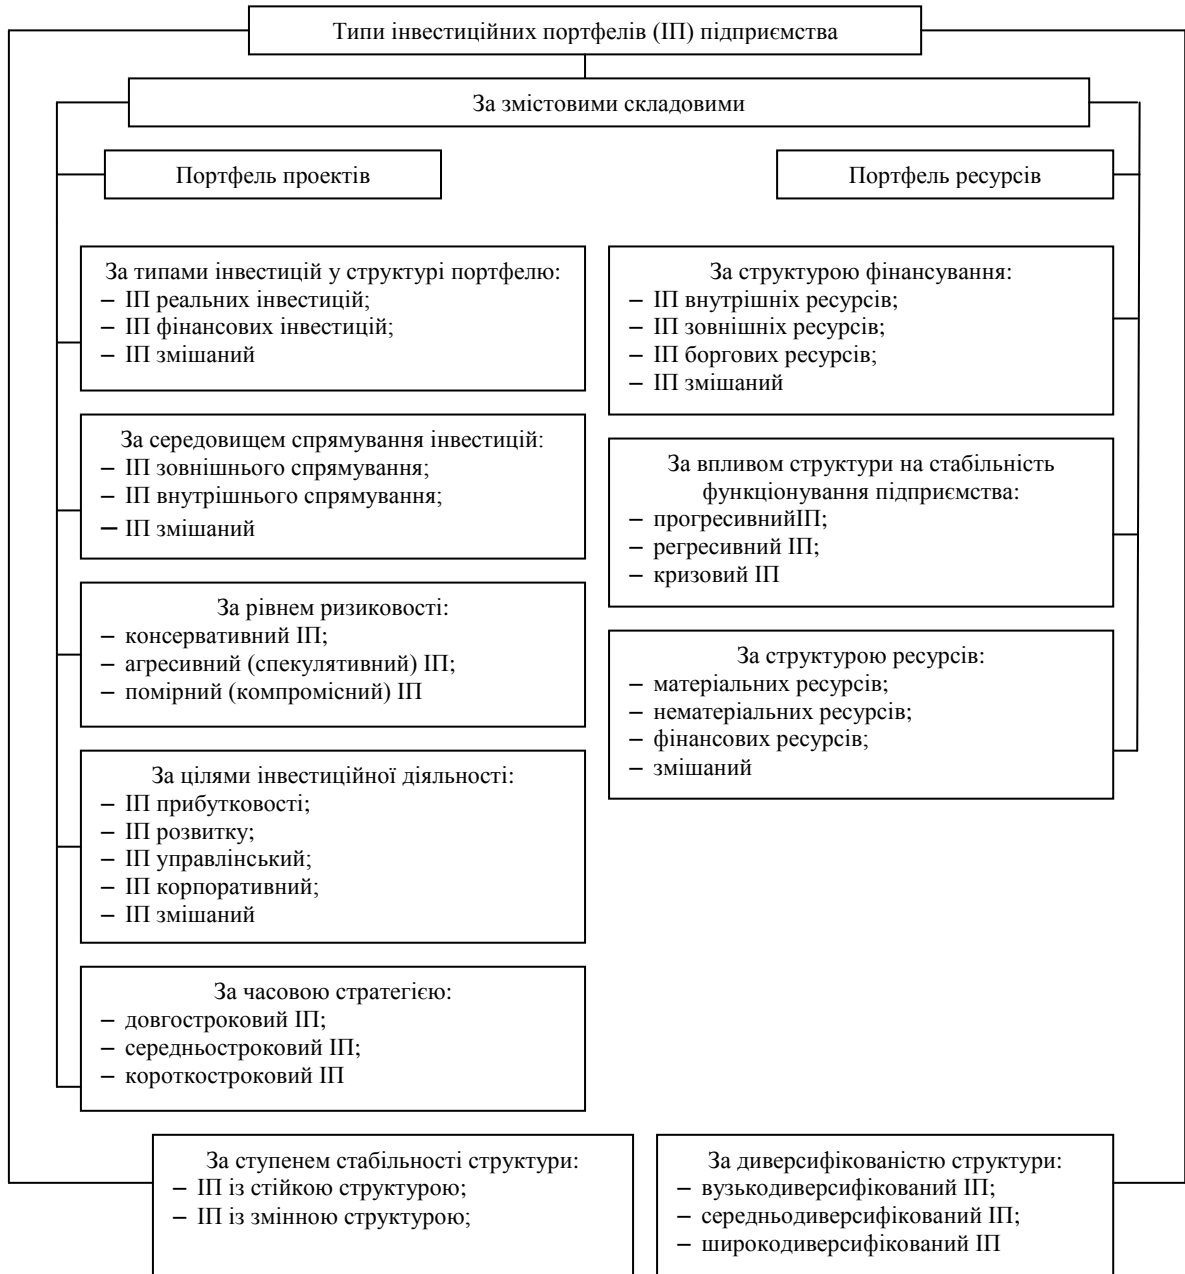 Типи інвестиційних портфелів (ІП) підприємства
За змістовими складовими
Портфель проектів
Портфель ресурсів
За типами інвестицій у структурі портфелю:
– ІП реальних інвестицій;
– ІП фінансових інвестицій;
– ІП змішаний
За середовищем спрямування інвестицій:
– ІП зовнішнього спрямування;
– ІП внутрішнього спрямування;
– ІП змішаний
За рівнем ризиковості:
– консервативний ІП;
– агресивний (спекулятивний) ІП;
– помірний (компромісний) ІП
За цілями інвестиційної діяльності:
– ІП прибутковості;
– ІП розвитку;
– ІП управлінський;
– ІП корпоративний;
– ІП змішаний
За часовою стратегією:
– довгостроковий ІП;
– середньостроковий ІП;
– короткостроковий ІП
За структурою фінансування:
– ІП внутрішніх ресурсів;
– ІП зовнішніх ресурсів;
– ІП боргових ресурсів;
– ІП змішаний
За впливом структури на стабільність
функціонування підприємства:
– прогресивнийІП;
– регресивний ІП;
– кризовий ІП
За структурою ресурсів:
– матеріальних ресурсів;
– нематеріальних ресурсів;
– фінансових ресурсів;
– змішаний
За ступенем стабільності структури:
– ІП із стійкою структурою;
– ІП із змінною структурою;
За диверсифікованістю структури:
– вузькодиверсифікований ІП;
– середньодиверсифікований ІП;
– широкодиверсифікований ІП